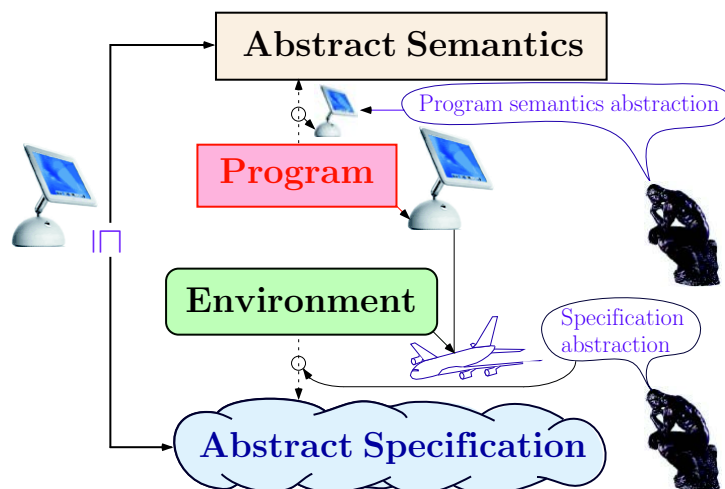 Abstract Semantics
Program semantics abstraction
Program
|⊓
Environment
Specification
abstraction
Abstract Specification